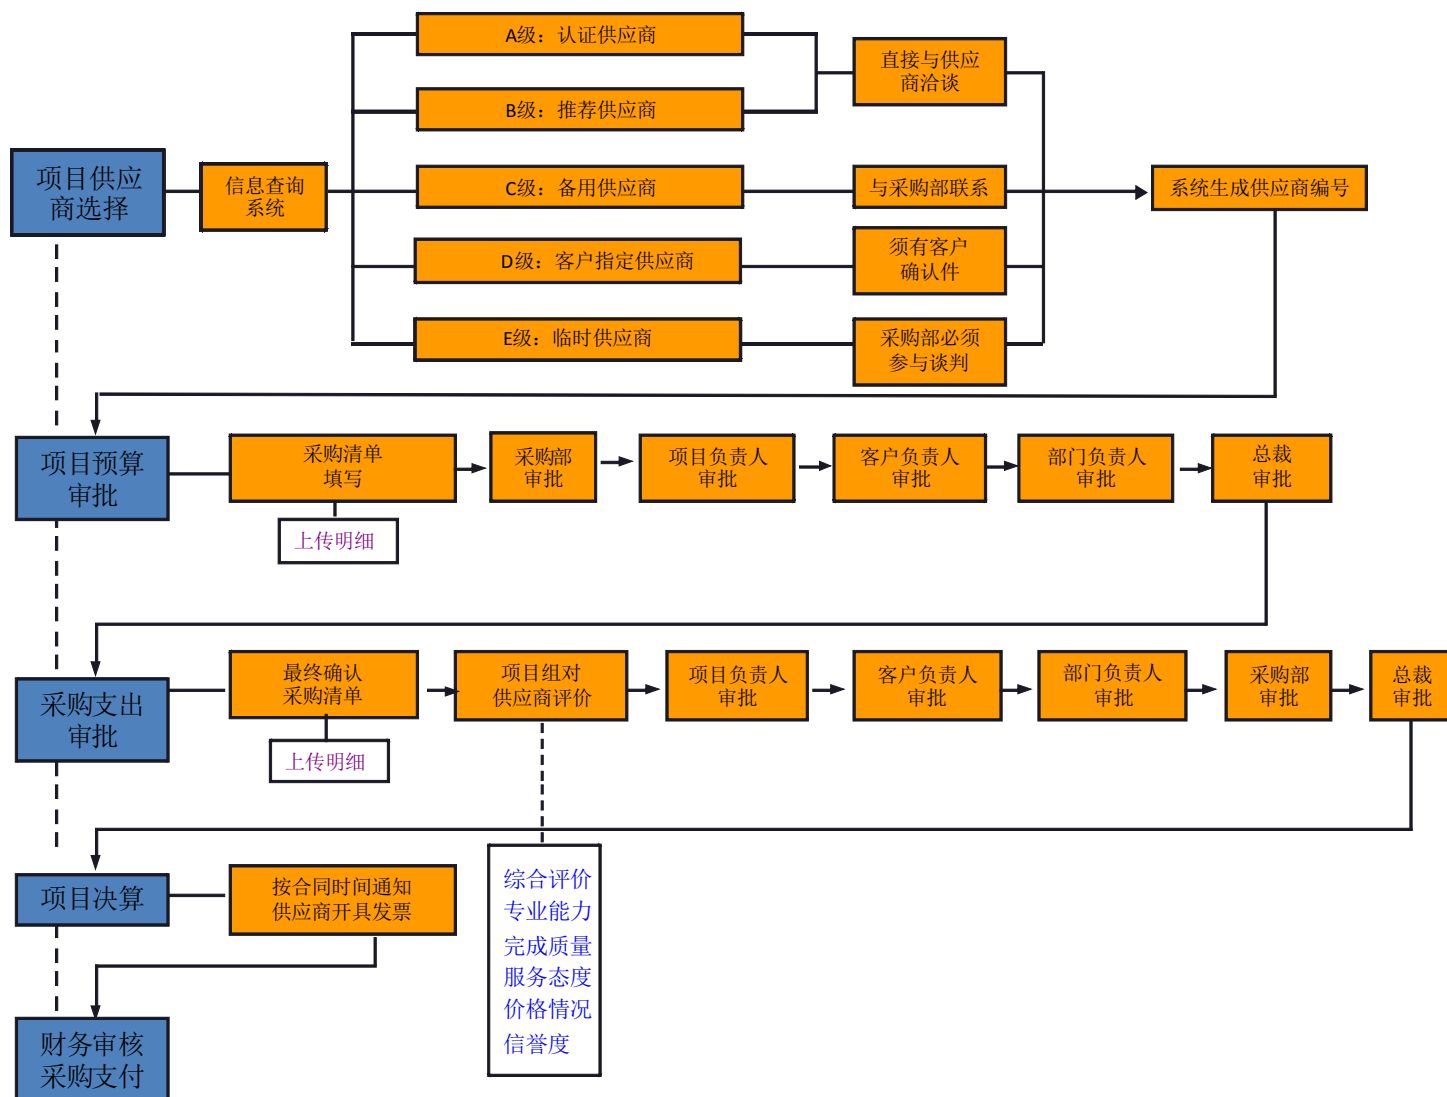 A级：认证供应商
直接与供应
商洽谈
B级：推荐供应商
项目供应
商选择
信息查询
系统
C级：备用供应商
与采购部联系
系统生成供应商编号
D级：客户指定供应商
须有客户
确认件
E级：临时供应商
采购部必须
参与谈判
项目预算
审批
采购清单
填写
采购部
审批
项目负责人
审批
客户负责人
审批
部门负责人
审批
总裁
审批
上传明细
采购支出
审批
最终确认
采购清单
项目组对
供应商评价
项目负责人
审批
客户负责人
审批
部门负责人
审批
采购部
审批
总裁
审批
上传明细
项目决算
按合同时间通知
供应商开具发票
综合评价
专业能力
完成质量
服务态度
价格情况
信誉度
财务审核
采购支付